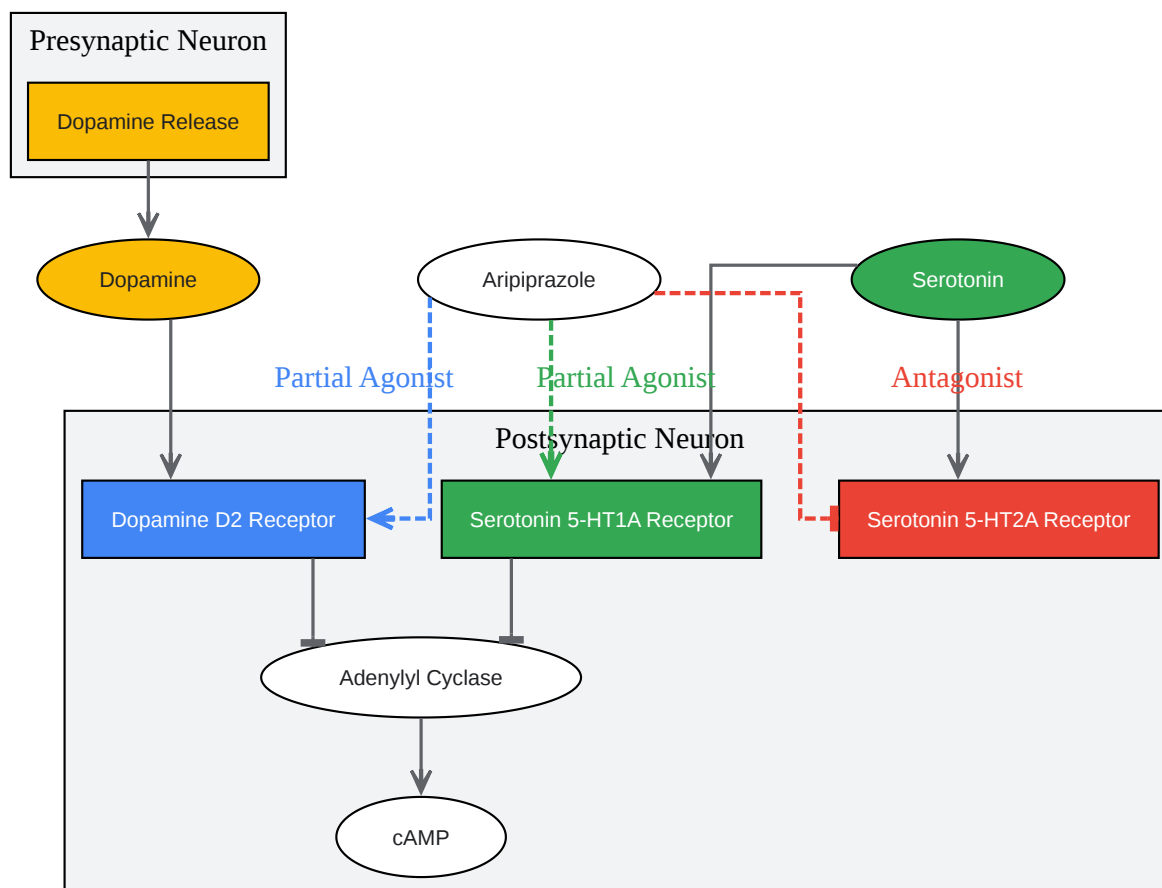 Presynaptic Neuron
Dopamine Release
Dopamine
Aripiprazole
Serotonin
Partial Agonist
Partial Agonist
Antagonist
Postsynaptic Neuron
Dopamine D2 Receptor
Serotonin 5-HT1A Receptor
Serotonin 5-HT2A Receptor
Adenylyl Cyclase
cAMP